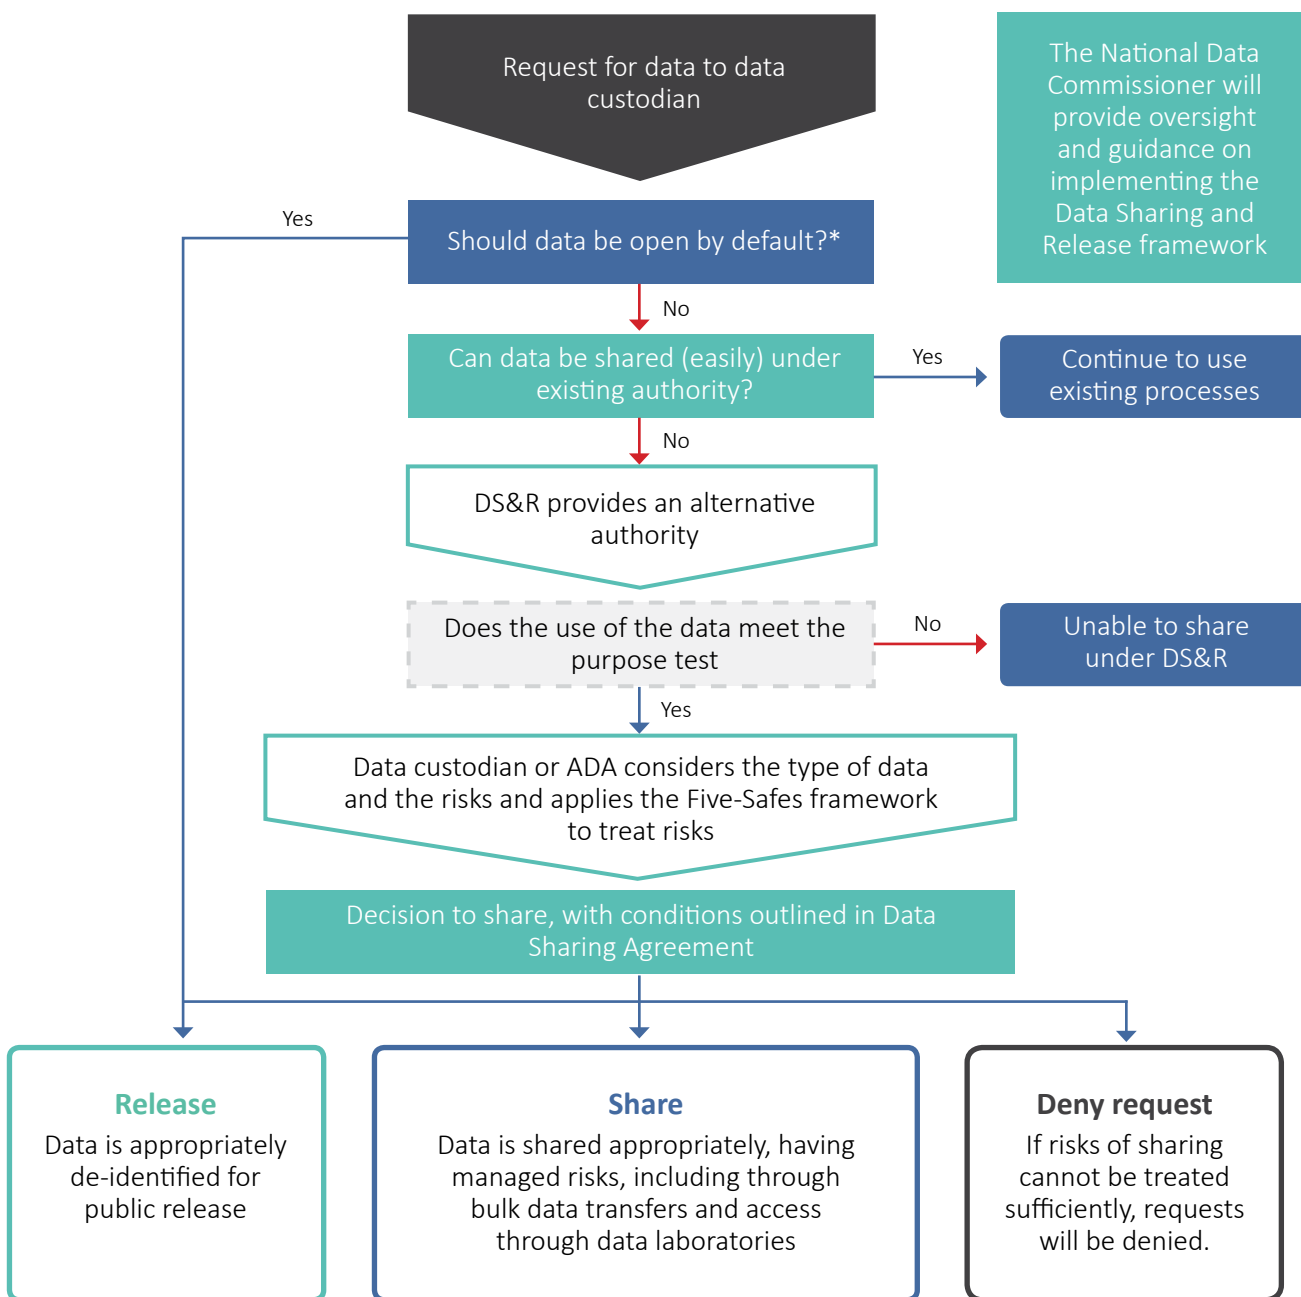 Request for data to data
custodian
The National Data
Commissioner will
provide oversight
and guidance on
implementing the
Data Sharing and
Release framework
Yes
Should data be open by default?*
No
Can data be shared (easily) under
existing authority?
Yes
Continue to use
existing processes
No
DS&R provides an alternative
authority
Does the use of the data meet the
purpose test
No
Unable to share
under DS&R
Yes
Data custodian or ADA considers the type of data
and the risks and applies the Five-Safes framework
to treat risks
Decision to share, with conditions outlined in Data
Sharing Agreement
Release
Data is appropriately
de-identified for
public release
Share
Data is shared appropriately, having
managed risks, including through
bulk data transfers and access
through data laboratories
Deny request
If risks of sharing
cannot be treated
sufficiently, requests
will be denied.